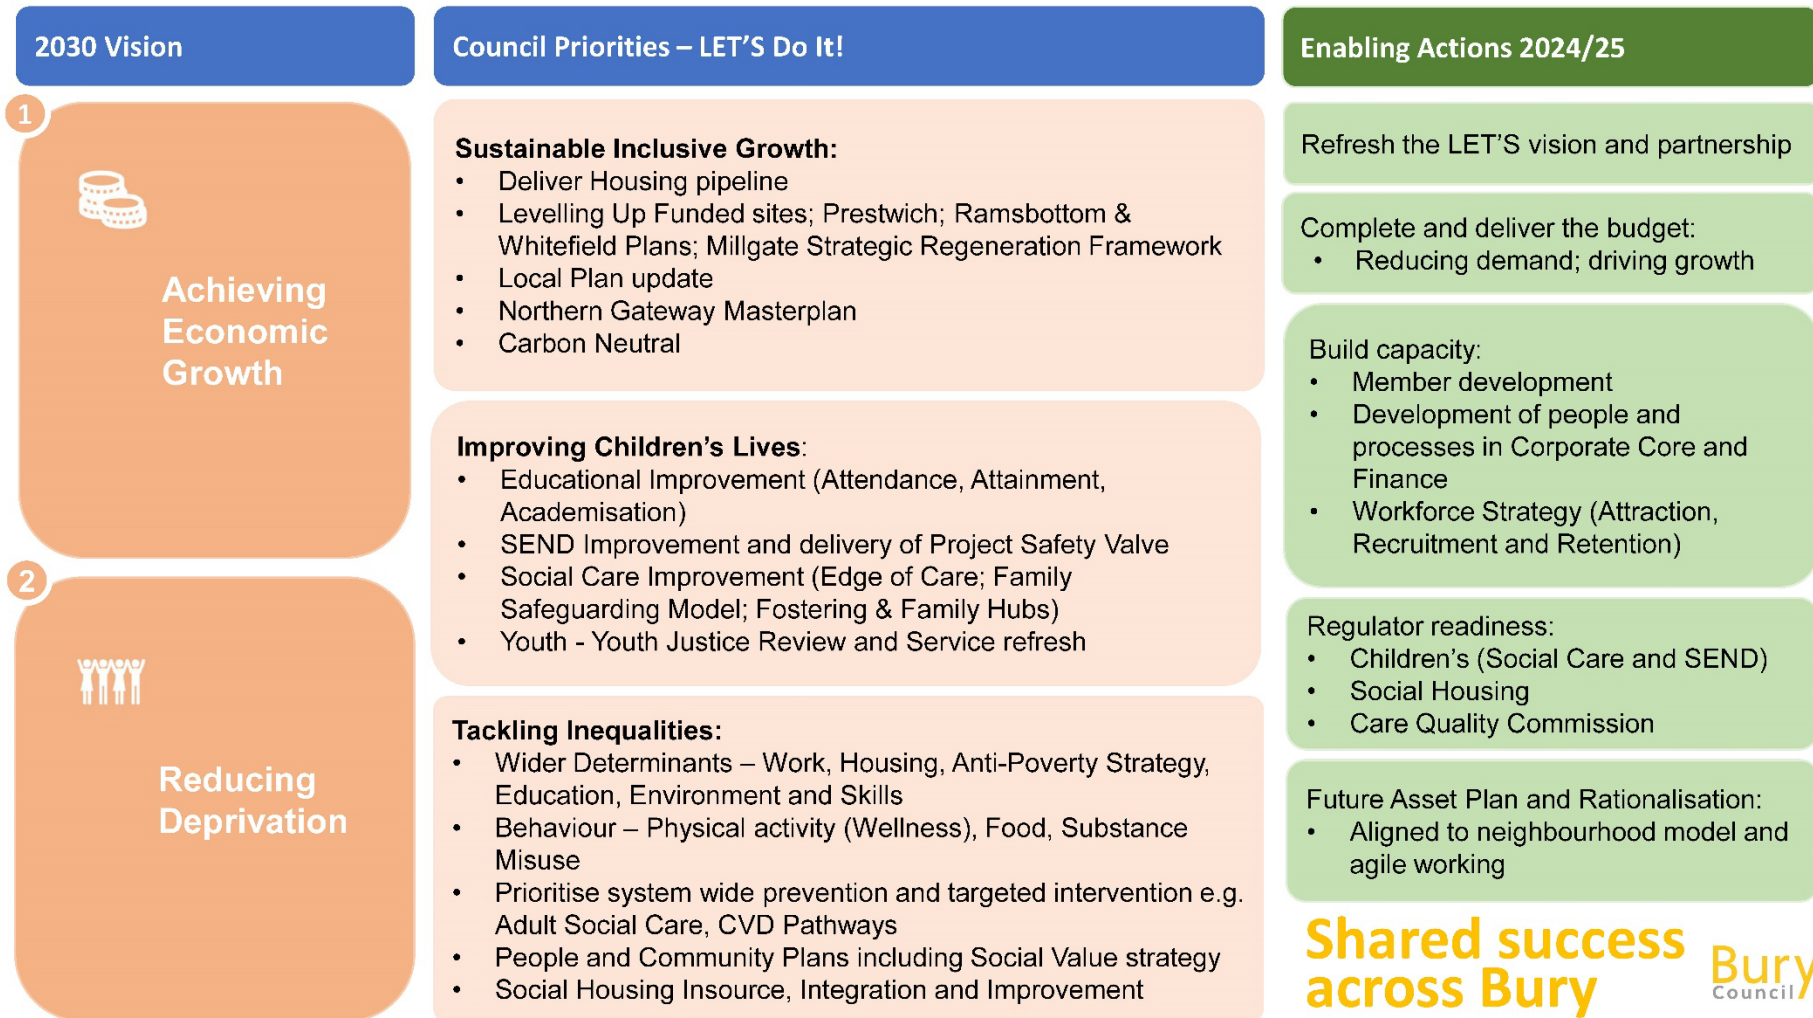 2030 Vision
1
Achieving
Economic
Growth
2
Reducing
Deprivation
Council Priorities – LET'S Do It!
Sustainable Inclusive Growth:
• Deliver Housing pipeline
• Levelling Up Funded sites; Prestwich; Ramsbottom &
Whitefield Plans; Millgate Strategic Regeneration Framework
• Local Plan update
• Northern Gateway Masterplan
• Carbon Neutral
Improving Children's Lives:
• Educational Improvement (Attendance, Attainment,
Academisation)
• SEND Improvement and delivery of Project Safety Valve
• Social Care Improvement (Edge of Care; Family
Safeguarding Model; Fostering & Family Hubs)
• Youth - Youth Justice Review and Service refresh
Tackling Inequalities:
• Wider Determinants – Work, Housing, Anti-Poverty Strategy,
Education, Environment and Skills
• Behaviour – Physical activity (Wellness), Food, Substance
Misuse
• Prioritise system wide prevention and targeted intervention e.g.
Adult Social Care, CVD Pathways
• People and Community Plans including Social Value strategy
• Social Housing Insource, Integration and Improvement
Enabling Actions 2024/25
Refresh the LET'S vision and partnership
Complete and deliver the budget:
• Reducing demand; driving growth
Build capacity:
• Member development
• Development of people and
processes in Corporate Core and
Finance
• Workforce Strategy (Attraction,
Recruitment and Retention)
Regulator readiness:
• Children's (Social Care and SEND)
• Social Housing
• Care Quality Commission
Future Asset Plan and Rationalisation:
• Aligned to neighbourhood model and
agile working
Shared success
across Bury
Bury
Council